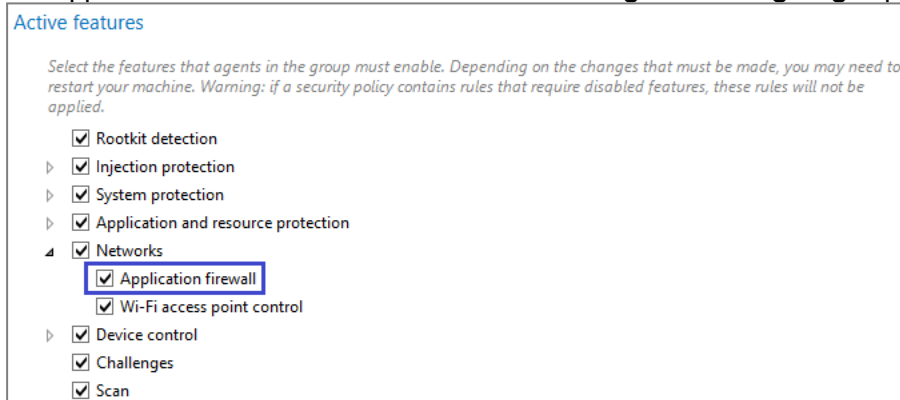 Active features
Select the features that agents in the group must enable. Depending on the changes that must be made, you may need to
restart your machine. Warning: if a security policy contains rules that require disabled features, these rules will not be
applied.
Rootkit detection
Injection protection
System protection
Application and resource protection
Networks
Application firewall
Wi-Fi access point control
Device control
Challenges
Scan